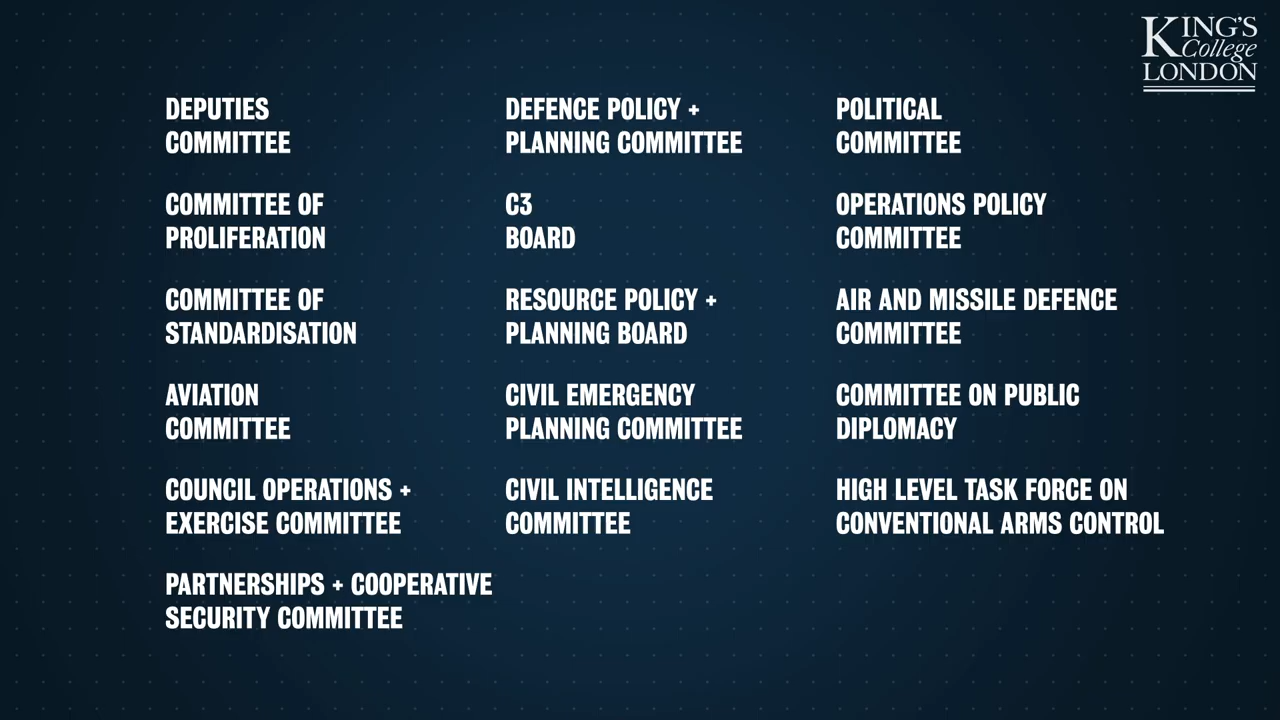 KING'S
College
LONDON
DEPUTIES
COMMITTEE
DEFENCE POLICY +
PLANNING COMMITTEE
POLITICAL
COMMITTEE
COMMITTEE OF
PROLIFERATION
C3
BOARD
OPERATIONS POLICY
COMMITTEE
COMMITTEE OF
STANDARDISATION
RESOURCE POLICY +
PLANNING BOARD
AIR AND MISSILE DEFENCE
COMMITTEE
AVIATION
COMMITTEE
CIVIL EMERGENCY
PLANNING COMMITTEE
COMMITTEE ON PUBLIC
DIPLOMACY
COUNCIL OPERATIONS +
EXERCISE COMMITTEE
CIVIL INTELLIGENCE
COMMITTEE
HIGH LEVEL TASK FORCE ON
CONVENTIONAL ARMS CONTROL
PARTNERSHIPS + COOPERATIVE
SECURITY COMMITTEE